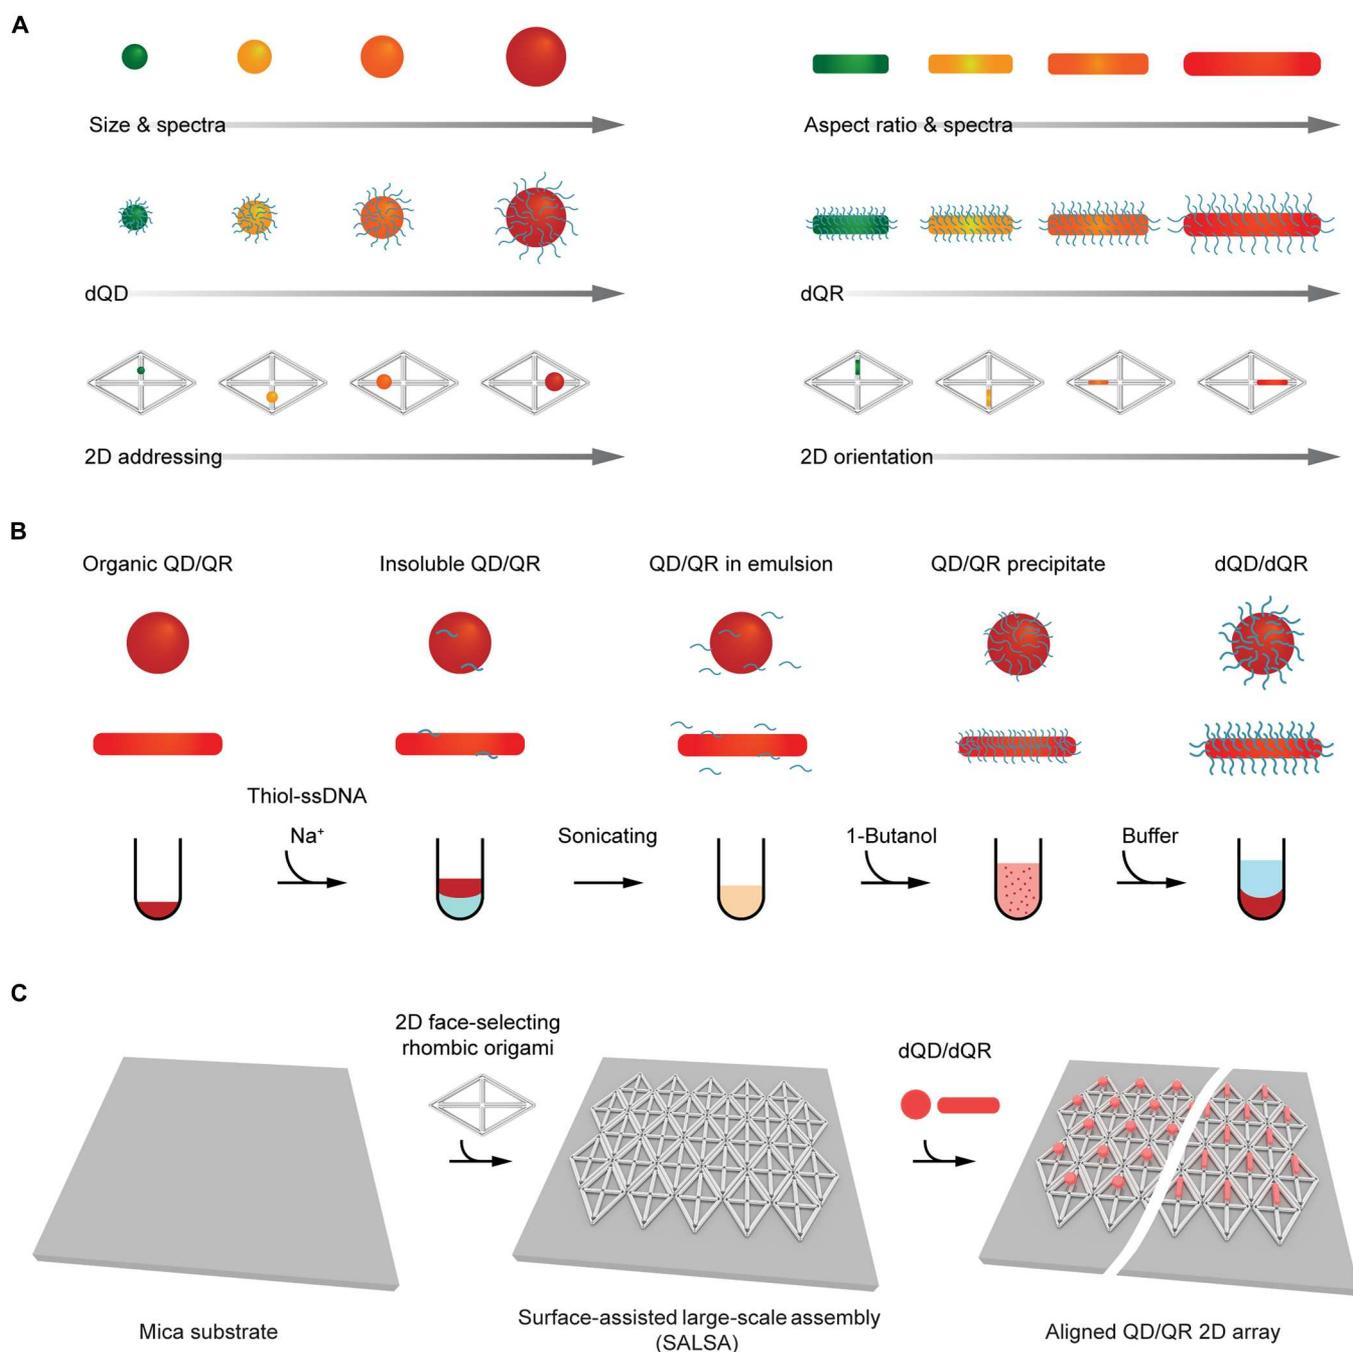 A
Size & spectra
Aspect ratio & spectra
dQD
dQR
2D addressing
2D orientation
B
Organic QD/QR
Insoluble QD/QR
QD/QR in emulsion
QD/QR precipitate
dQD/dQR
Thiol-ssDNA
Na⁺
Sonicating
1-Butanol
Buffer
C
2D face-selecting
rhombic origami
dQD/dQR
Mica substrate
Surface-assisted large-scale assembly
(SALSA)
Aligned QD/QR 2D array